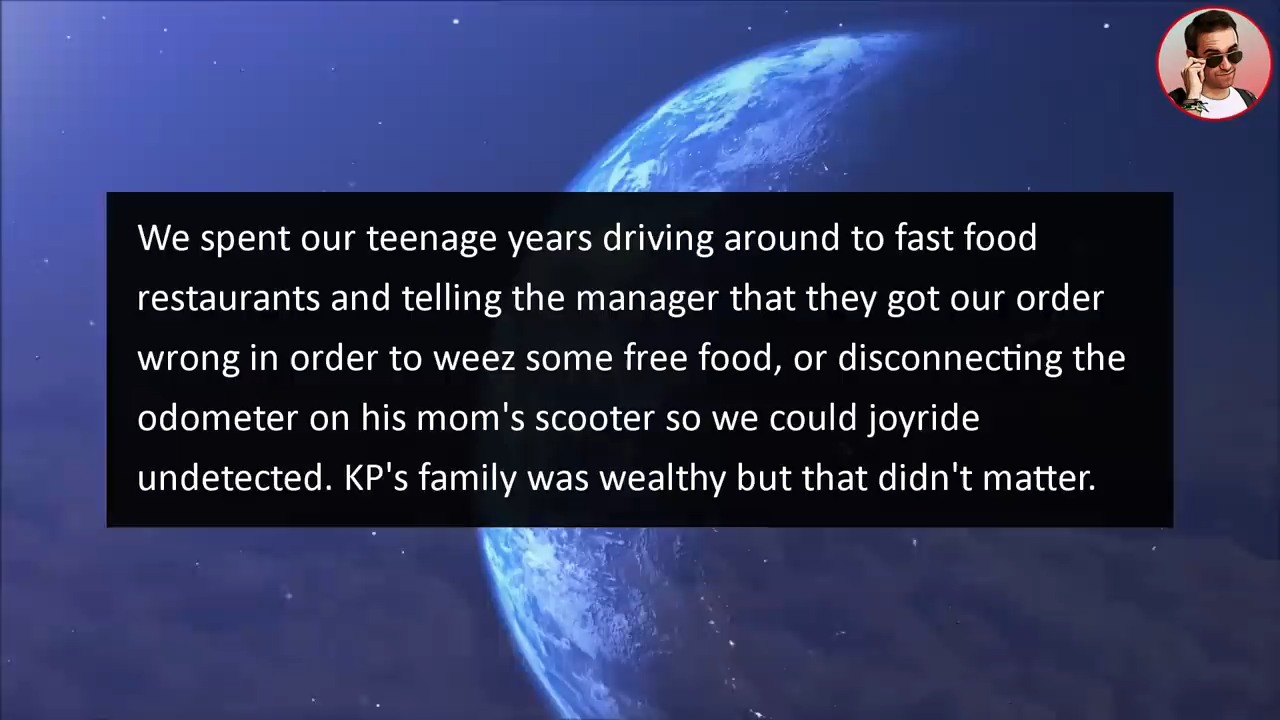 We spent our teenage years driving around to fast food
restaurants and telling the manager that they got our order
wrong in order to weez some free food, or disconnecting the
odometer on his mom's scooter so we could joyride
undetected. KP's family was wealthy but that didn't matter.